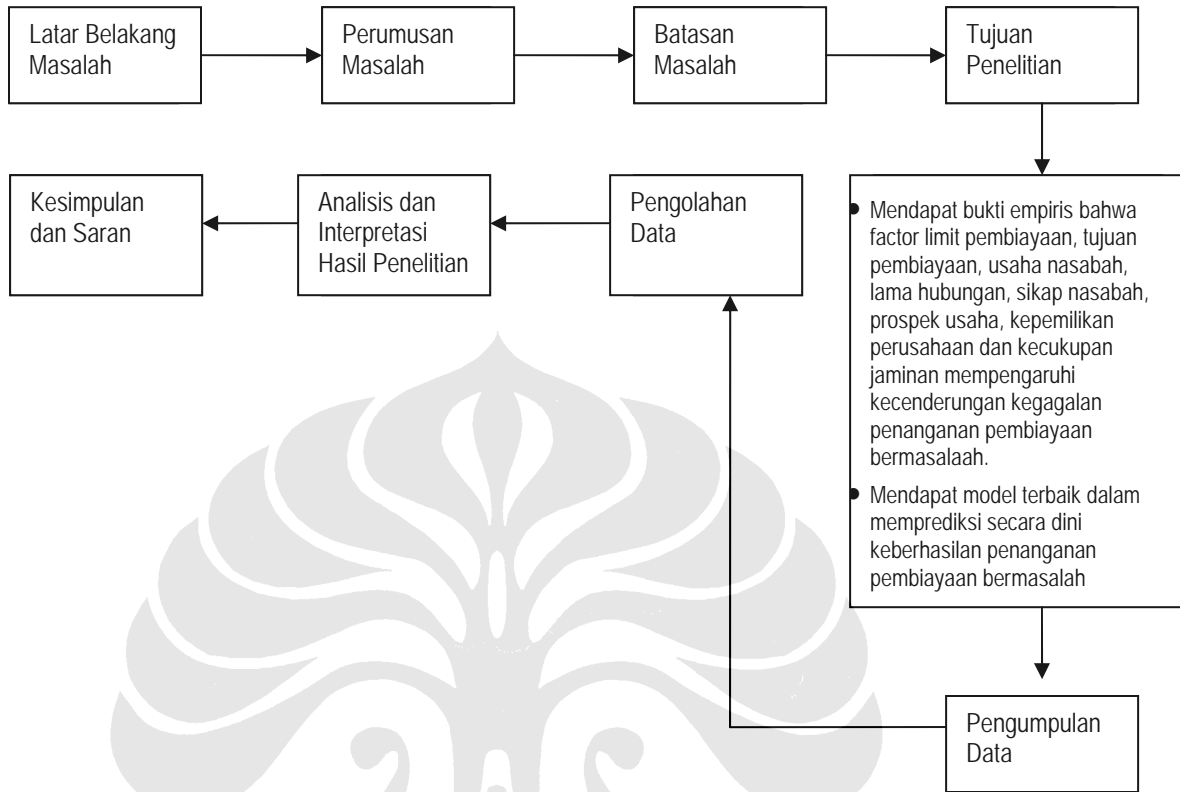 Latar Belakang
Masalah
Perumusan
Masalah
Batasan
Masalah
Tujuan
Penelitian
● Mendapat bukti empiris bahwa
factor limit pembiayaan, tujuan
pembiayaan, usaha nasabah,
lama hubungan, sikap nasabah,
prospek usaha, kepemilikan
perusahaan dan kecukupan
jaminan mempengaruhi
kecenderungan kegagalan
penanganan pembiayaan
bermasalaah.
● Mendapat model terbaik dalam
memprediksi secara dini
keberhasilan penanganan
pembiayaan bermasalah
Pengumpulan
Data
Pengolahan
Data
Analisis dan
Interpretasi
Hasil Penelitian
Kesimpulan
dan Saran